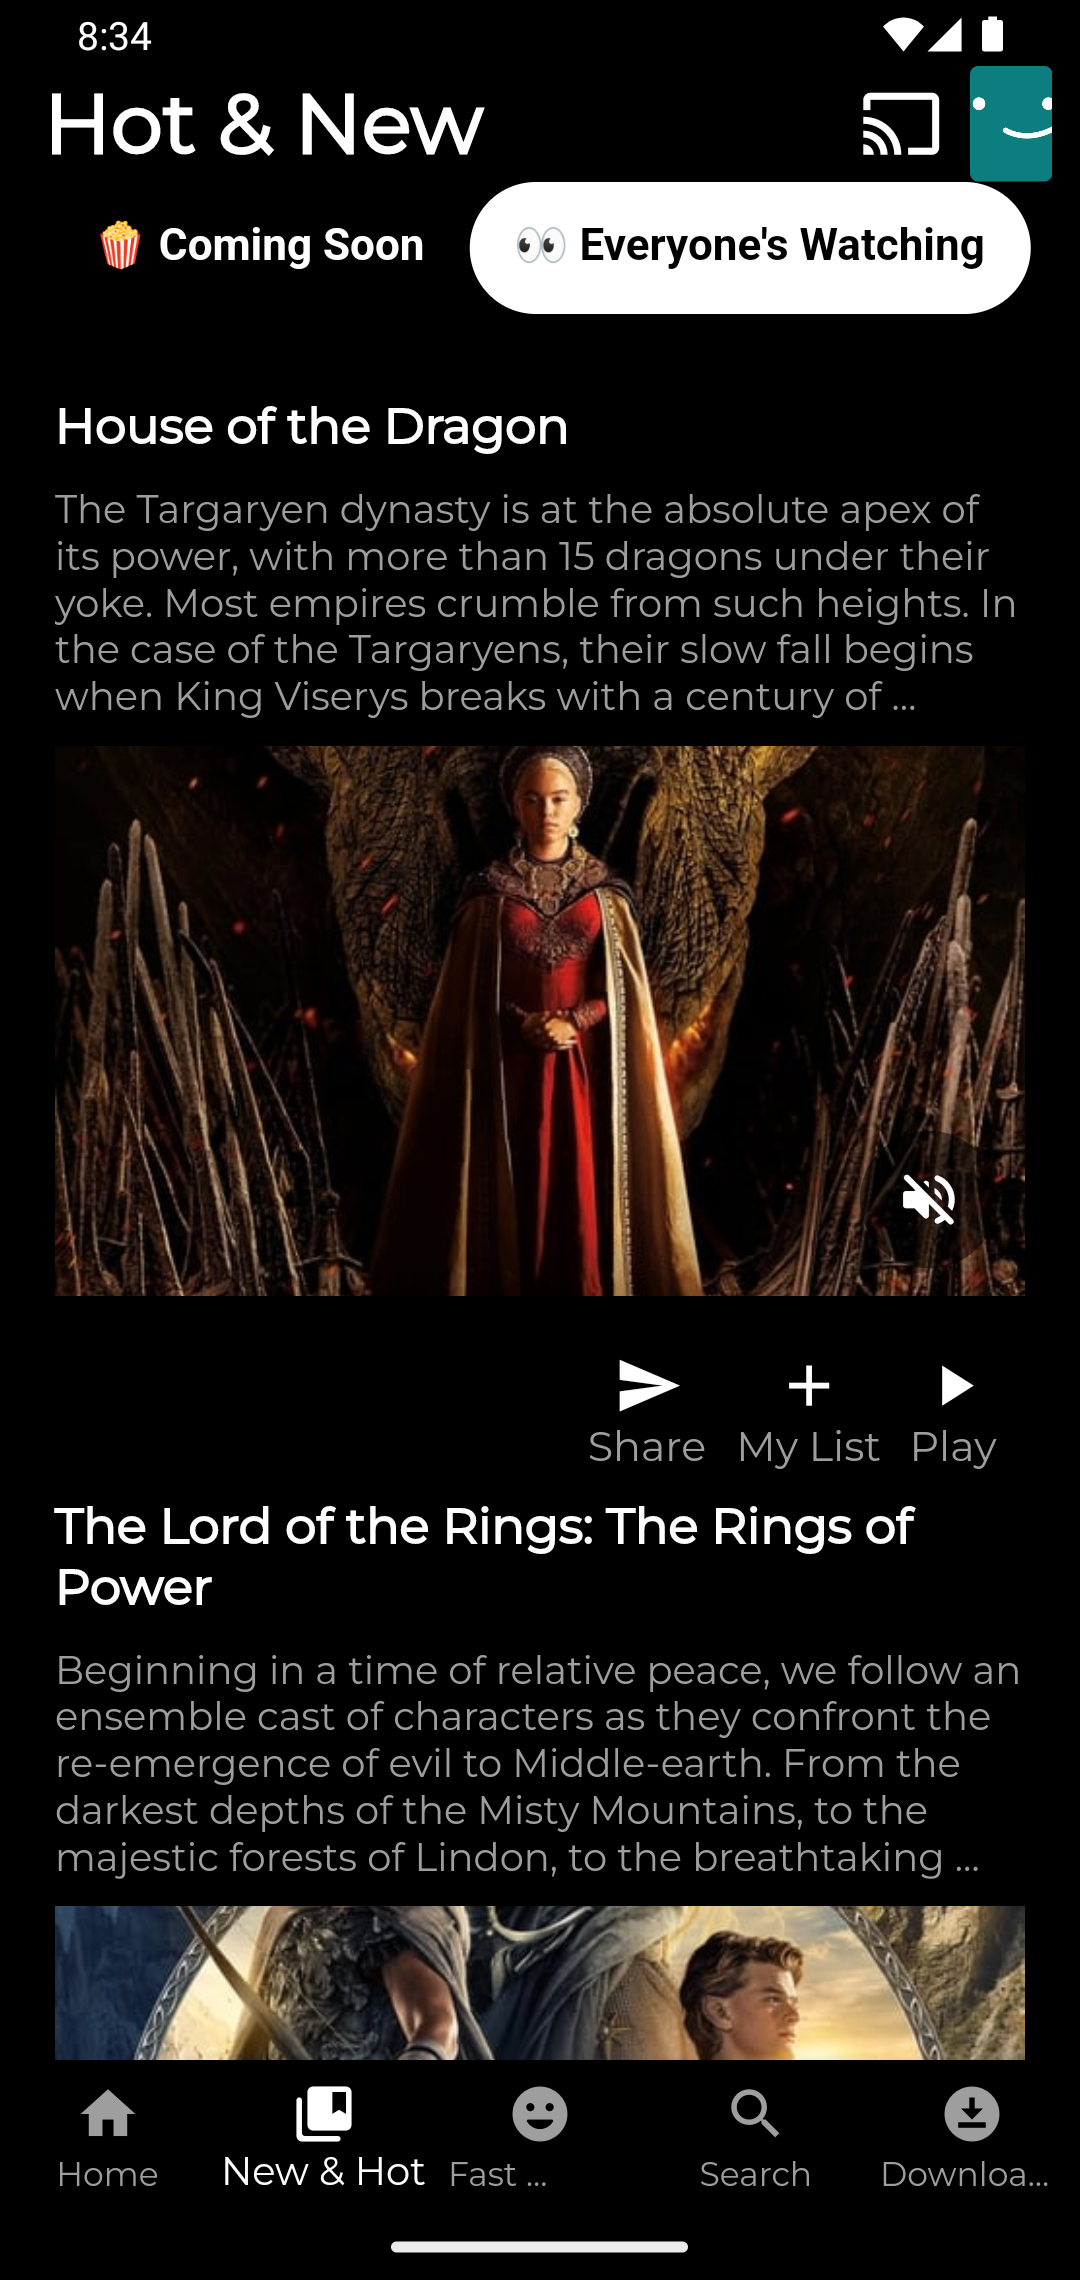 8:34
Hot & New
🍿 Coming Soon
👀 Everyone's Watching
House of the Dragon
The Targaryen dynasty is at the absolute apex of
its power, with more than 15 dragons under their
yoke. Most empires crumble from such heights. In
the case of the Targaryens, their slow fall begins
when King Viserys breaks with a century of ...
Share
My List
Play
The Lord of the Rings: The Rings of
Power
Beginning in a time of relative peace, we follow an
ensemble cast of characters as they confront the
re-emergence of evil to Middle-earth. From the
darkest depths of the Misty Mountains, to the
majestic forests of Lindon, to the breathtaking ...
Home
New & Hot
Fast ...
Search
Downloa...